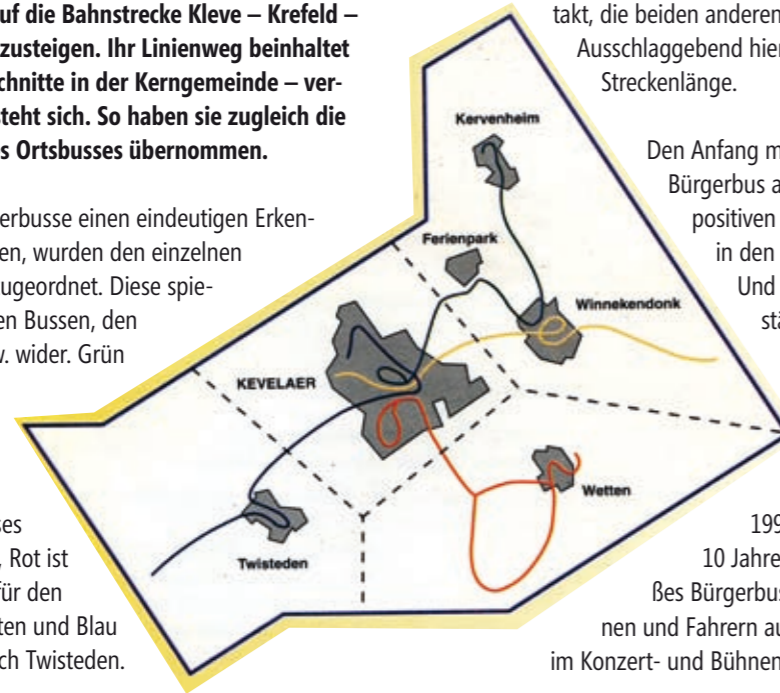 uf die Bahnstrecke Kleve – Krefeld –
zusteigen. Ihr Linienweg beinhaltet
chnitte in der Kerngemeinde – ver-
teht sich. So haben sie zugleich die
s Ortsbusses übernommen.
erbusse einen eindeutigen Erken-
en, wurden den einzelnen
ugeordnet. Diese spie-
en Bussen, den
w. wider. Grün
ses
, Rot ist
für den
ten und Blau
ch Twisteden.
Kervenheim
Ferienpark
Winnekendonk
KEVELAER
Wetten
Twisteden
takt, die beiden anderen
Ausschlaggebend hier
Streckenlänge.
Den Anfang m
Bürgerbus a
positiven
in den
Und
stä
199
10 Jahre
ßes Bürgerbus
nen und Fahrern au
im Konzert- und Bühnen